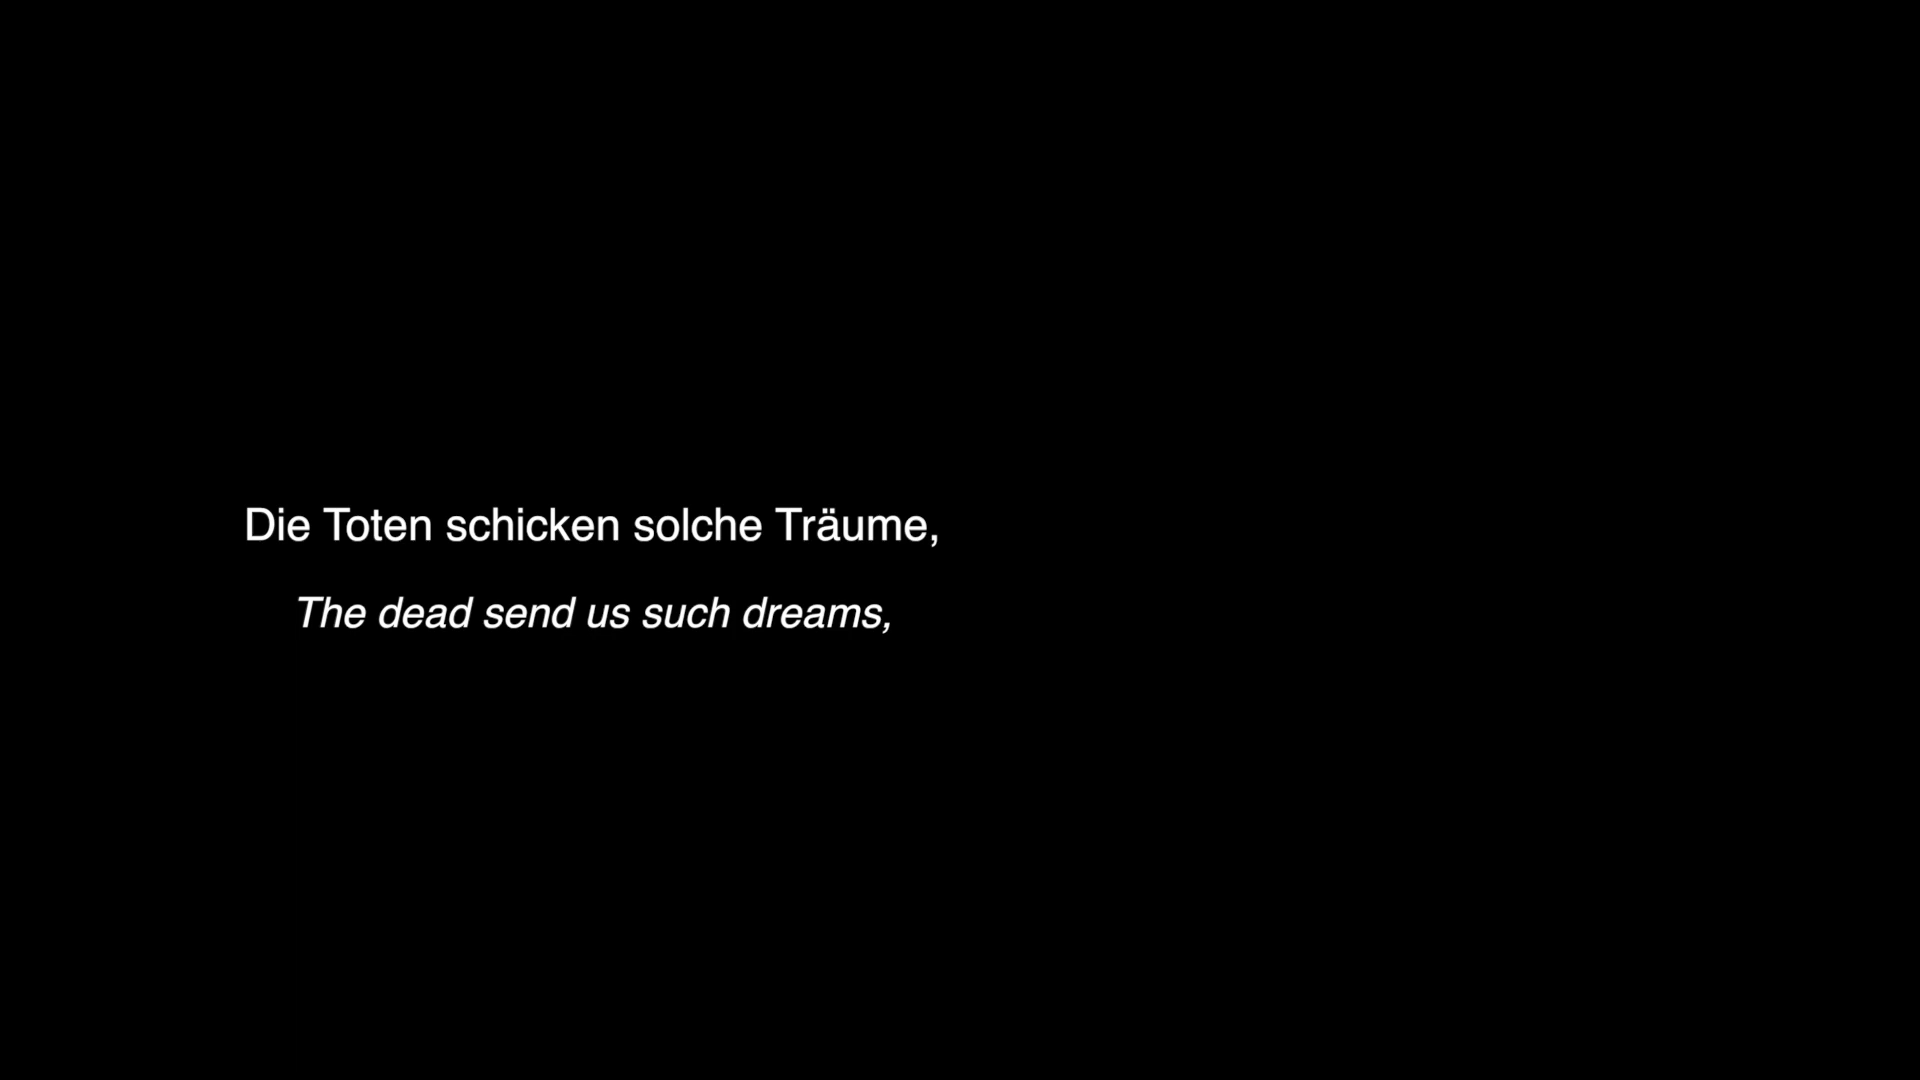 Die Toten schicken solche Träume,
The dead send us such dreams,